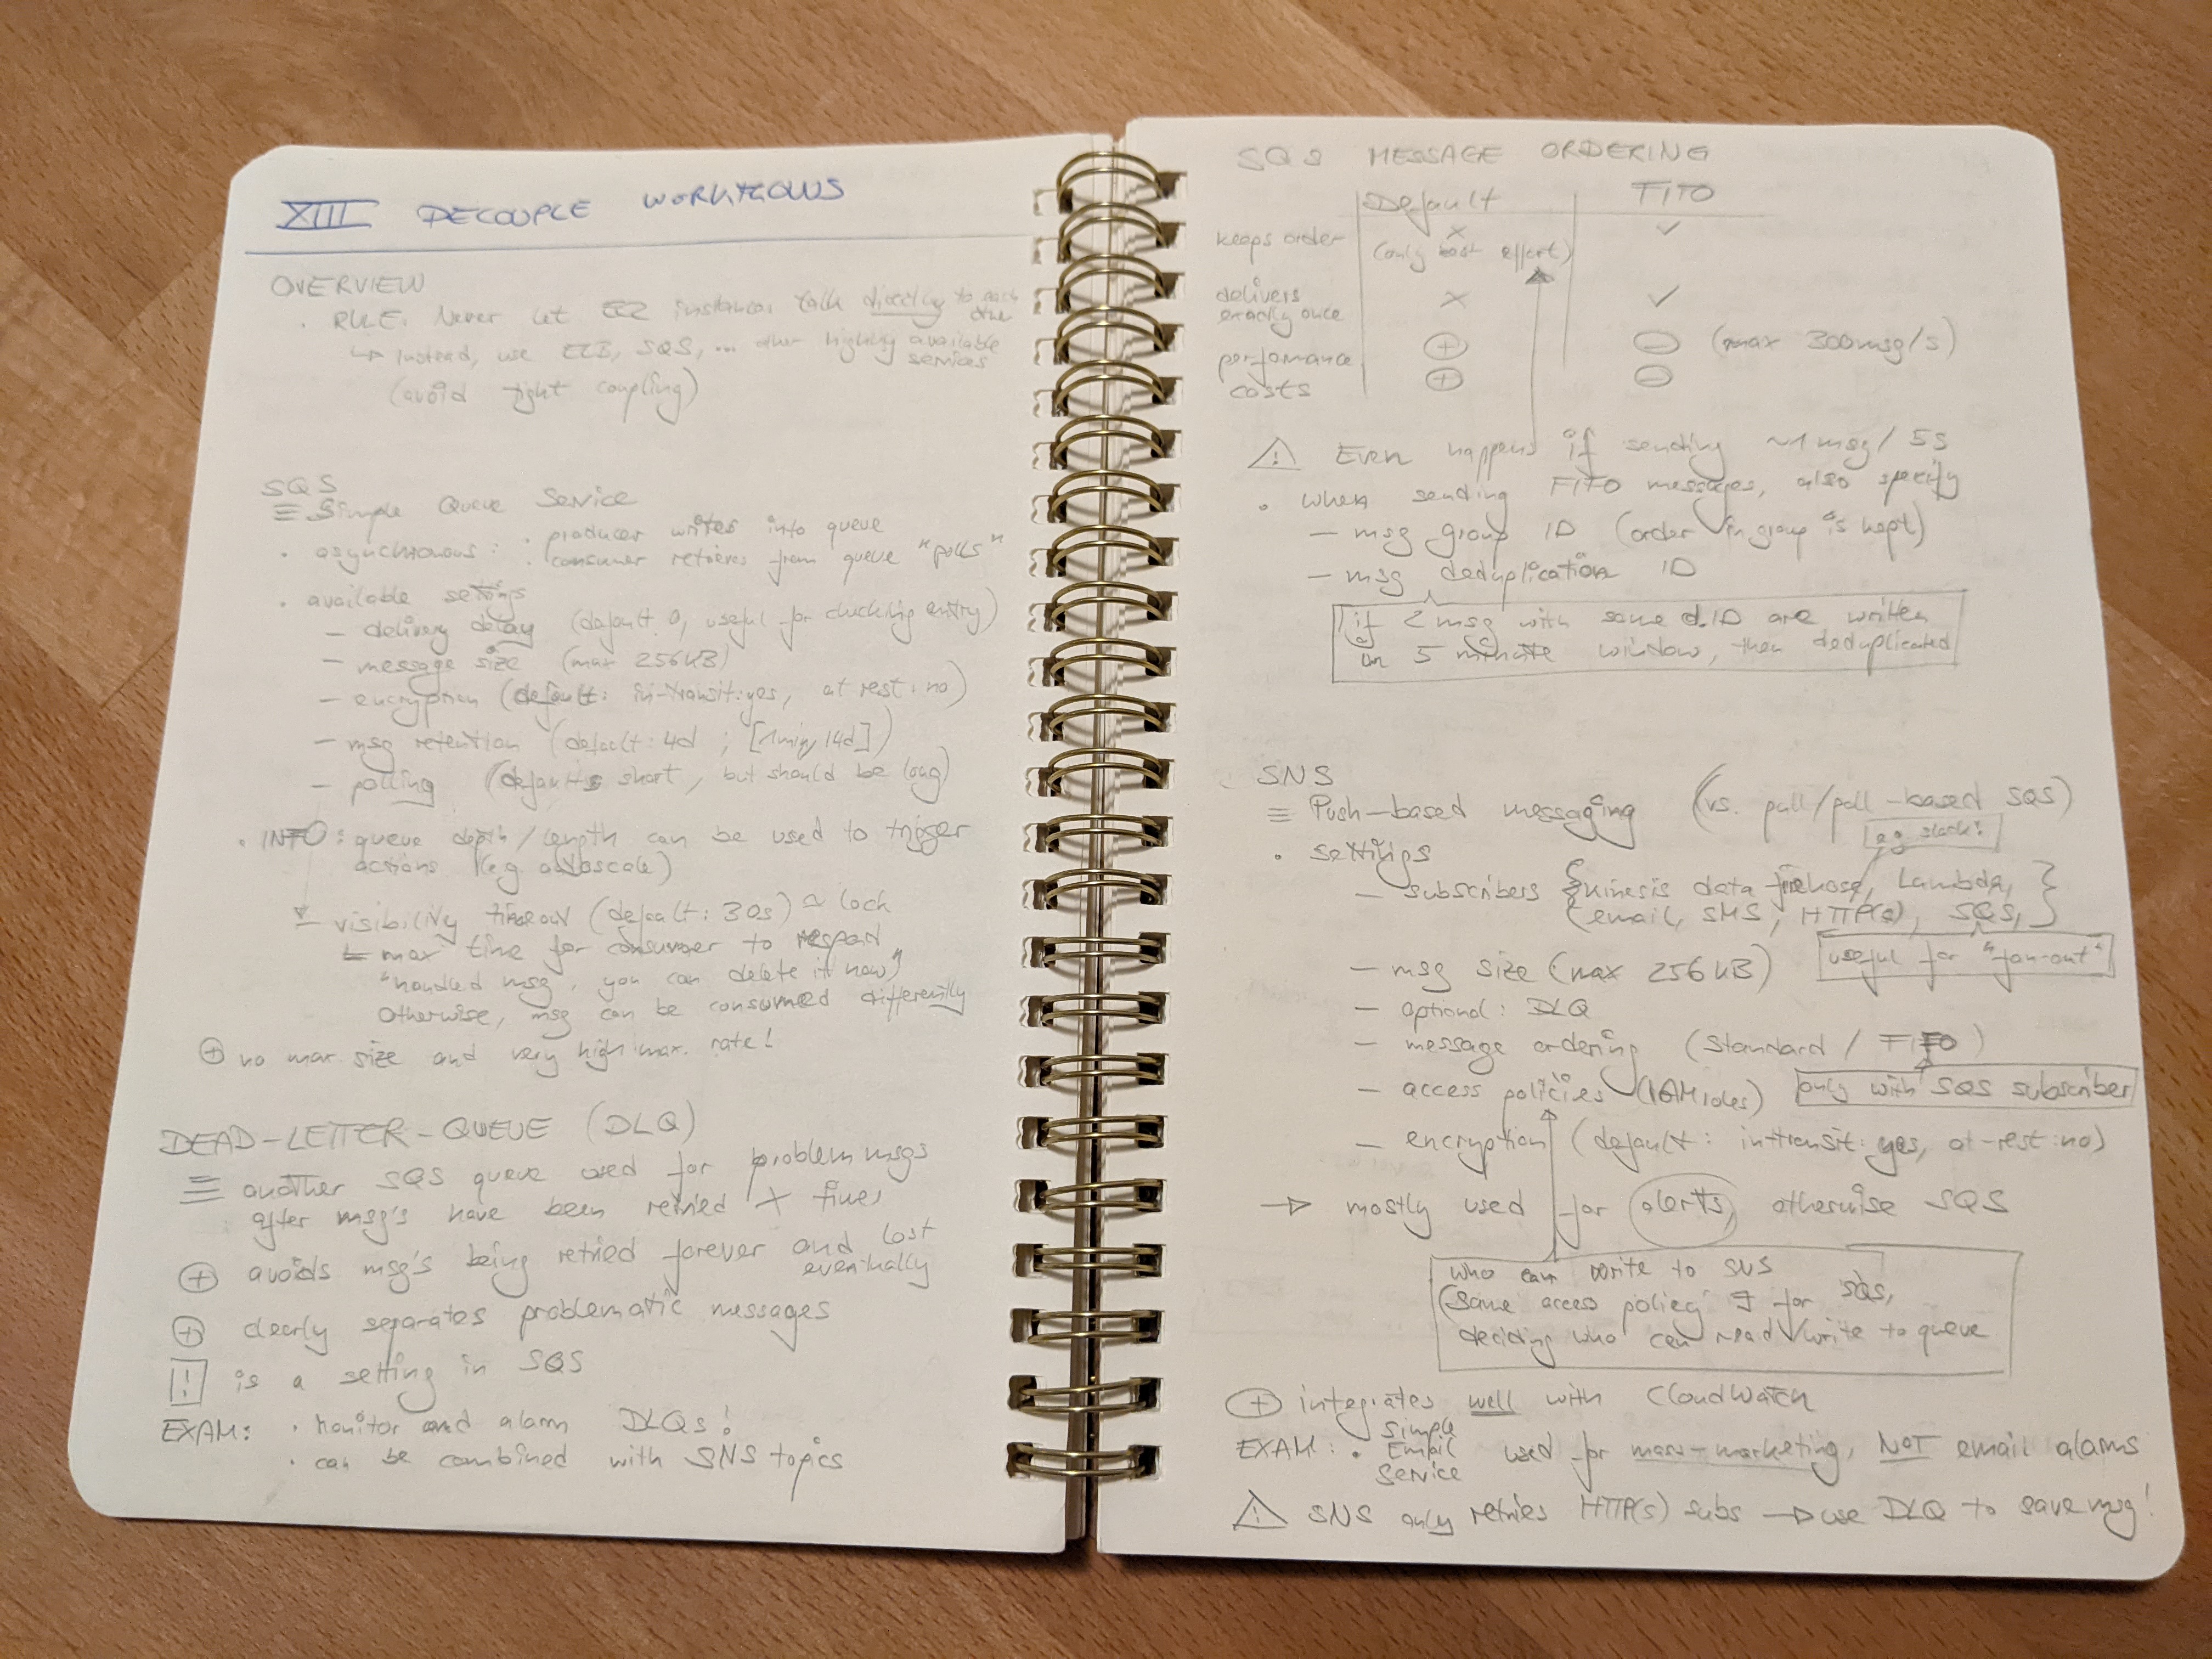 XIII DECOUPLE WORKFLOWS
OVERVIEW
· RULE: Never let EC2 instances talk directly to each other
↳ instead, use ELB, SQS, ... other highly available services
(avoid tight coupling)
SQS
≡ Simple Queue Service
· asynchronous: · producer writes into queue
· consumer retrieves from queue "polls"
· available settings
– delivery delay (default 0, useful for checking entry)
– message size (max 256KB)
– encryption (default: in-transit: yes, at rest: no)
– msg retention (default: 4d ; [1min, 14d])
– polling (default short, but should be long)
· INFO: queue depth/length can be used to trigger
actions (e.g. autoscale)
– visibility timeout (default: 30s) ≈ lock
↳ max time for consumer to respond
"handled msg, you can delete it now"
otherwise, msg can be consumed differently
⊕ no max. size and very high max. rate!
DEAD-LETTER-QUEUE (DLQ)
≡ another SQS queue used for problem msgs
after msg's have been retried X times
⊕ avoids msg's being retried forever and lost eventually
⊕ clearly separates problematic messages
! is a setting in SQS
EXAM: · monitor and alarm DLQs!
· can be combined with SNS topics
SQS MESSAGE ORDERING
Default FIFO
keeps order ✗ ✓
(only best effort)
delivers exactly once ✗ ✓
performance ⊕ ⊖ (max 300msg/s)
costs ⊕ ⊖
⚠ Even happens if sending ~1 msg / 5s
· when sending FIFO messages, also specify
– msg group ID (order in group is kept)
– msg deduplication ID
if 2 msg with same d.ID are written
in 5 minute window, then deduplicated
SNS
≡ Push-based messaging (vs. pull/poll-based SQS)
e.g. slack!
· settings
– subscribers {kinesis data firehose, Lambda,
email, SMS, HTTP(s), SQS,}
– msg size (max 256KB) useful for "fan-out"
– optional: DLQ
– message ordering (Standard / FIFO)
– access policies (IAM roles) only with SQS subscriber
– encryption (default: in-transit: yes, at-rest: no)
→ mostly used for alerts, otherwise SQS
who can write to SNS
(same access policy ∃ for SQS,
deciding who can read/write to queue
⊕ integrates well with CloudWatch
EXAM: · Simple Email Service used for mass-marketing, NOT email alarms
⚠ SNS only retries HTTP(s) subs → use DLQ to save msg!